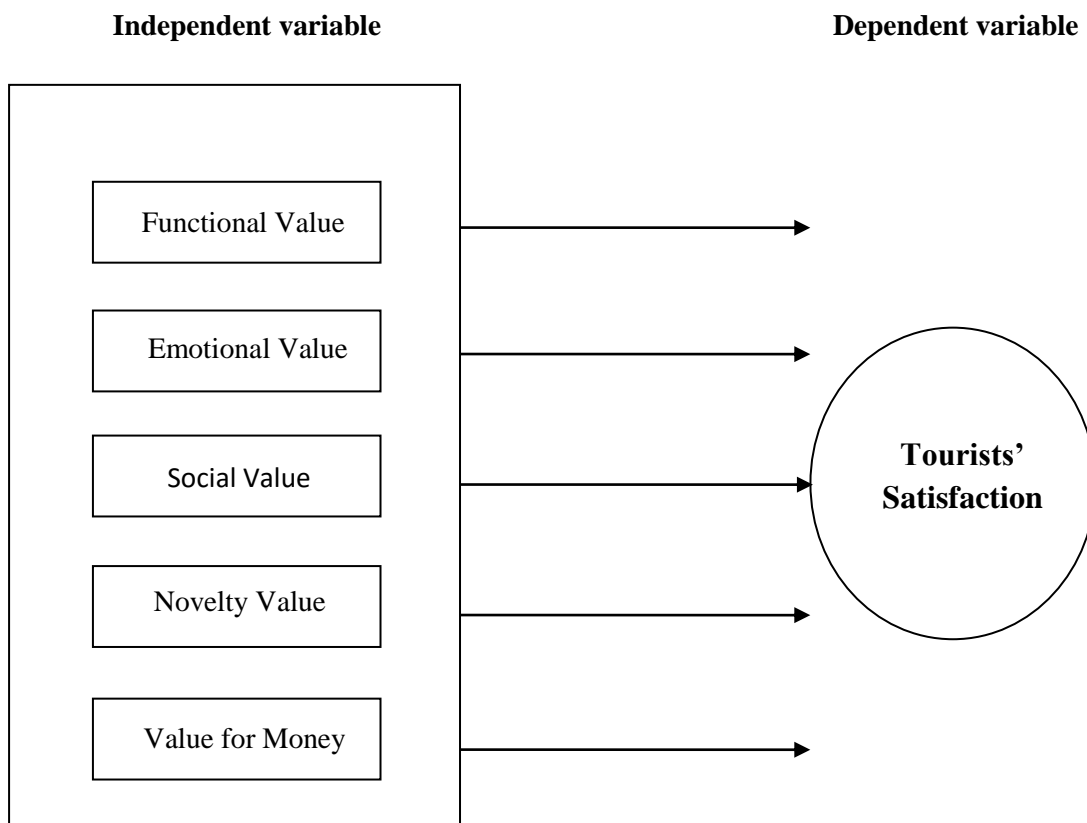 Independent variable
Dependent variable
Functional Value
Emotional Value
Social Value
Novelty Value
Value for Money
Tourists’
Satisfaction